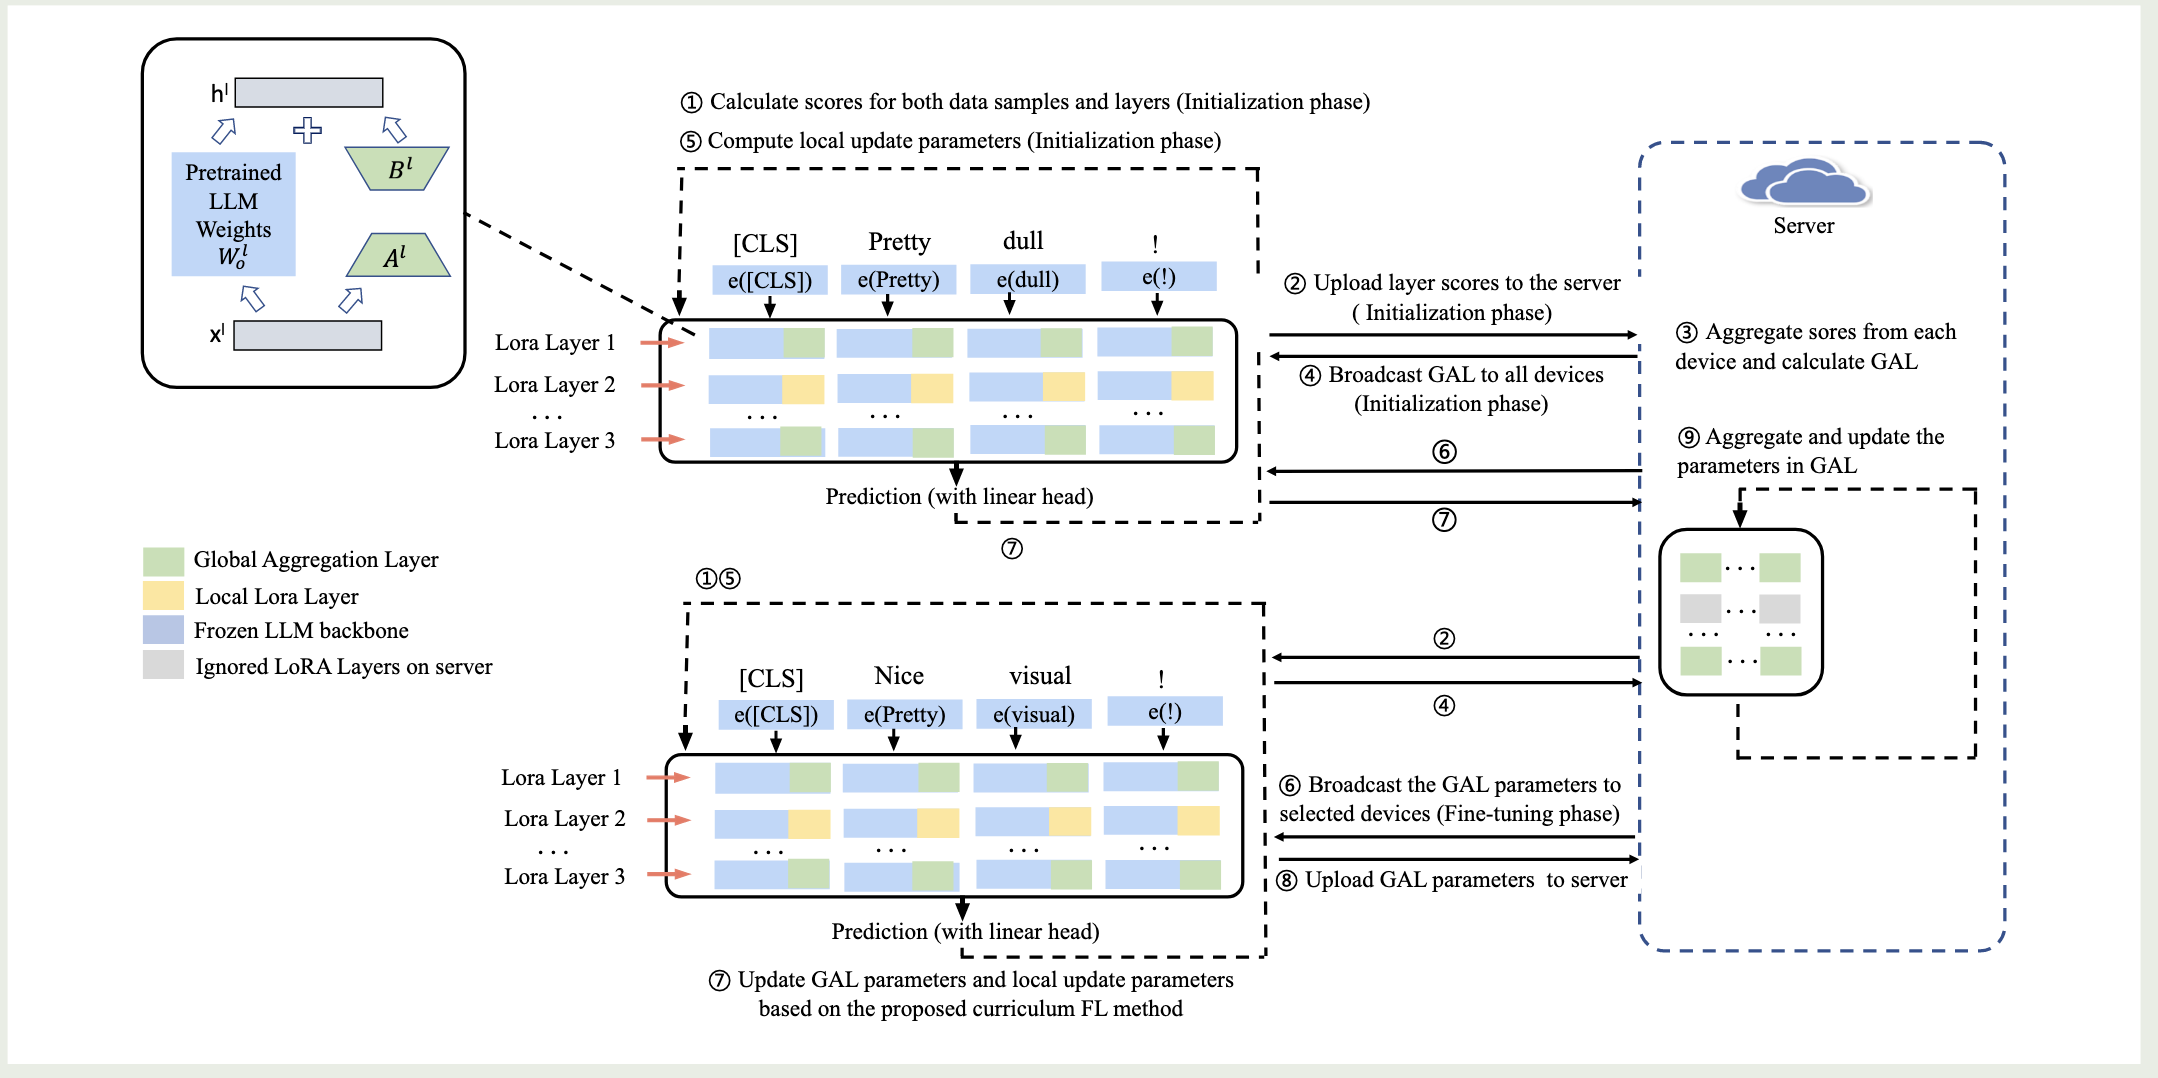 hˡ
Pretrained
LLM
Weights
Wₒˡ
Bˡ
Aˡ
xˡ
① Calculate scores for both data samples and layers (Initialization phase)
⑤ Compute local update parameters (Initialization phase)
[CLS] Pretty dull !
e([CLS]) e(Pretty) e(dull) e(!)
Lora Layer 1
Lora Layer 2
... ... ... ... ...
Lora Layer 3
Prediction (with linear head)
⑦
② Upload layer scores to the server
( Initialization phase)
④ Broadcast GAL to all devices
(Initialization phase)
⑥
⑦
Server
③ Aggregate sores from each
device and calculate GAL
⑨ Aggregate and update the
parameters in GAL
...
...
... ...
...
Global Aggregation Layer
Local Lora Layer
Frozen LLM backbone
Ignored LoRA Layers on server
①⑤
[CLS] Nice visual !
e([CLS]) e(Pretty) e(visual) e(!)
Lora Layer 1
Lora Layer 2
... ... ... ... ...
Lora Layer 3
Prediction (with linear head)
⑦ Update GAL parameters and local update parameters
based on the proposed curriculum FL method
②
④
⑥ Broadcast the GAL parameters to
selected devices (Fine-tuning phase)
⑧ Upload GAL parameters to server